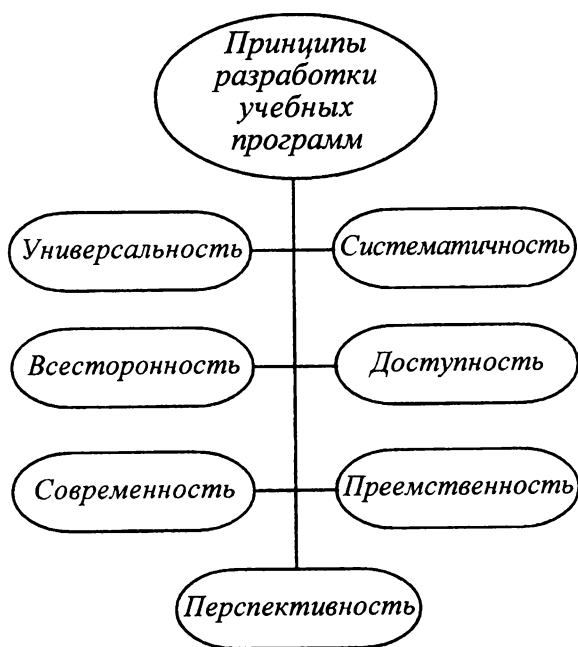 Принципы
разработки
учебных
программ
Универсальность
Систематичность
Всесторонность
Доступность
Современность
Преемственность
Перспективность